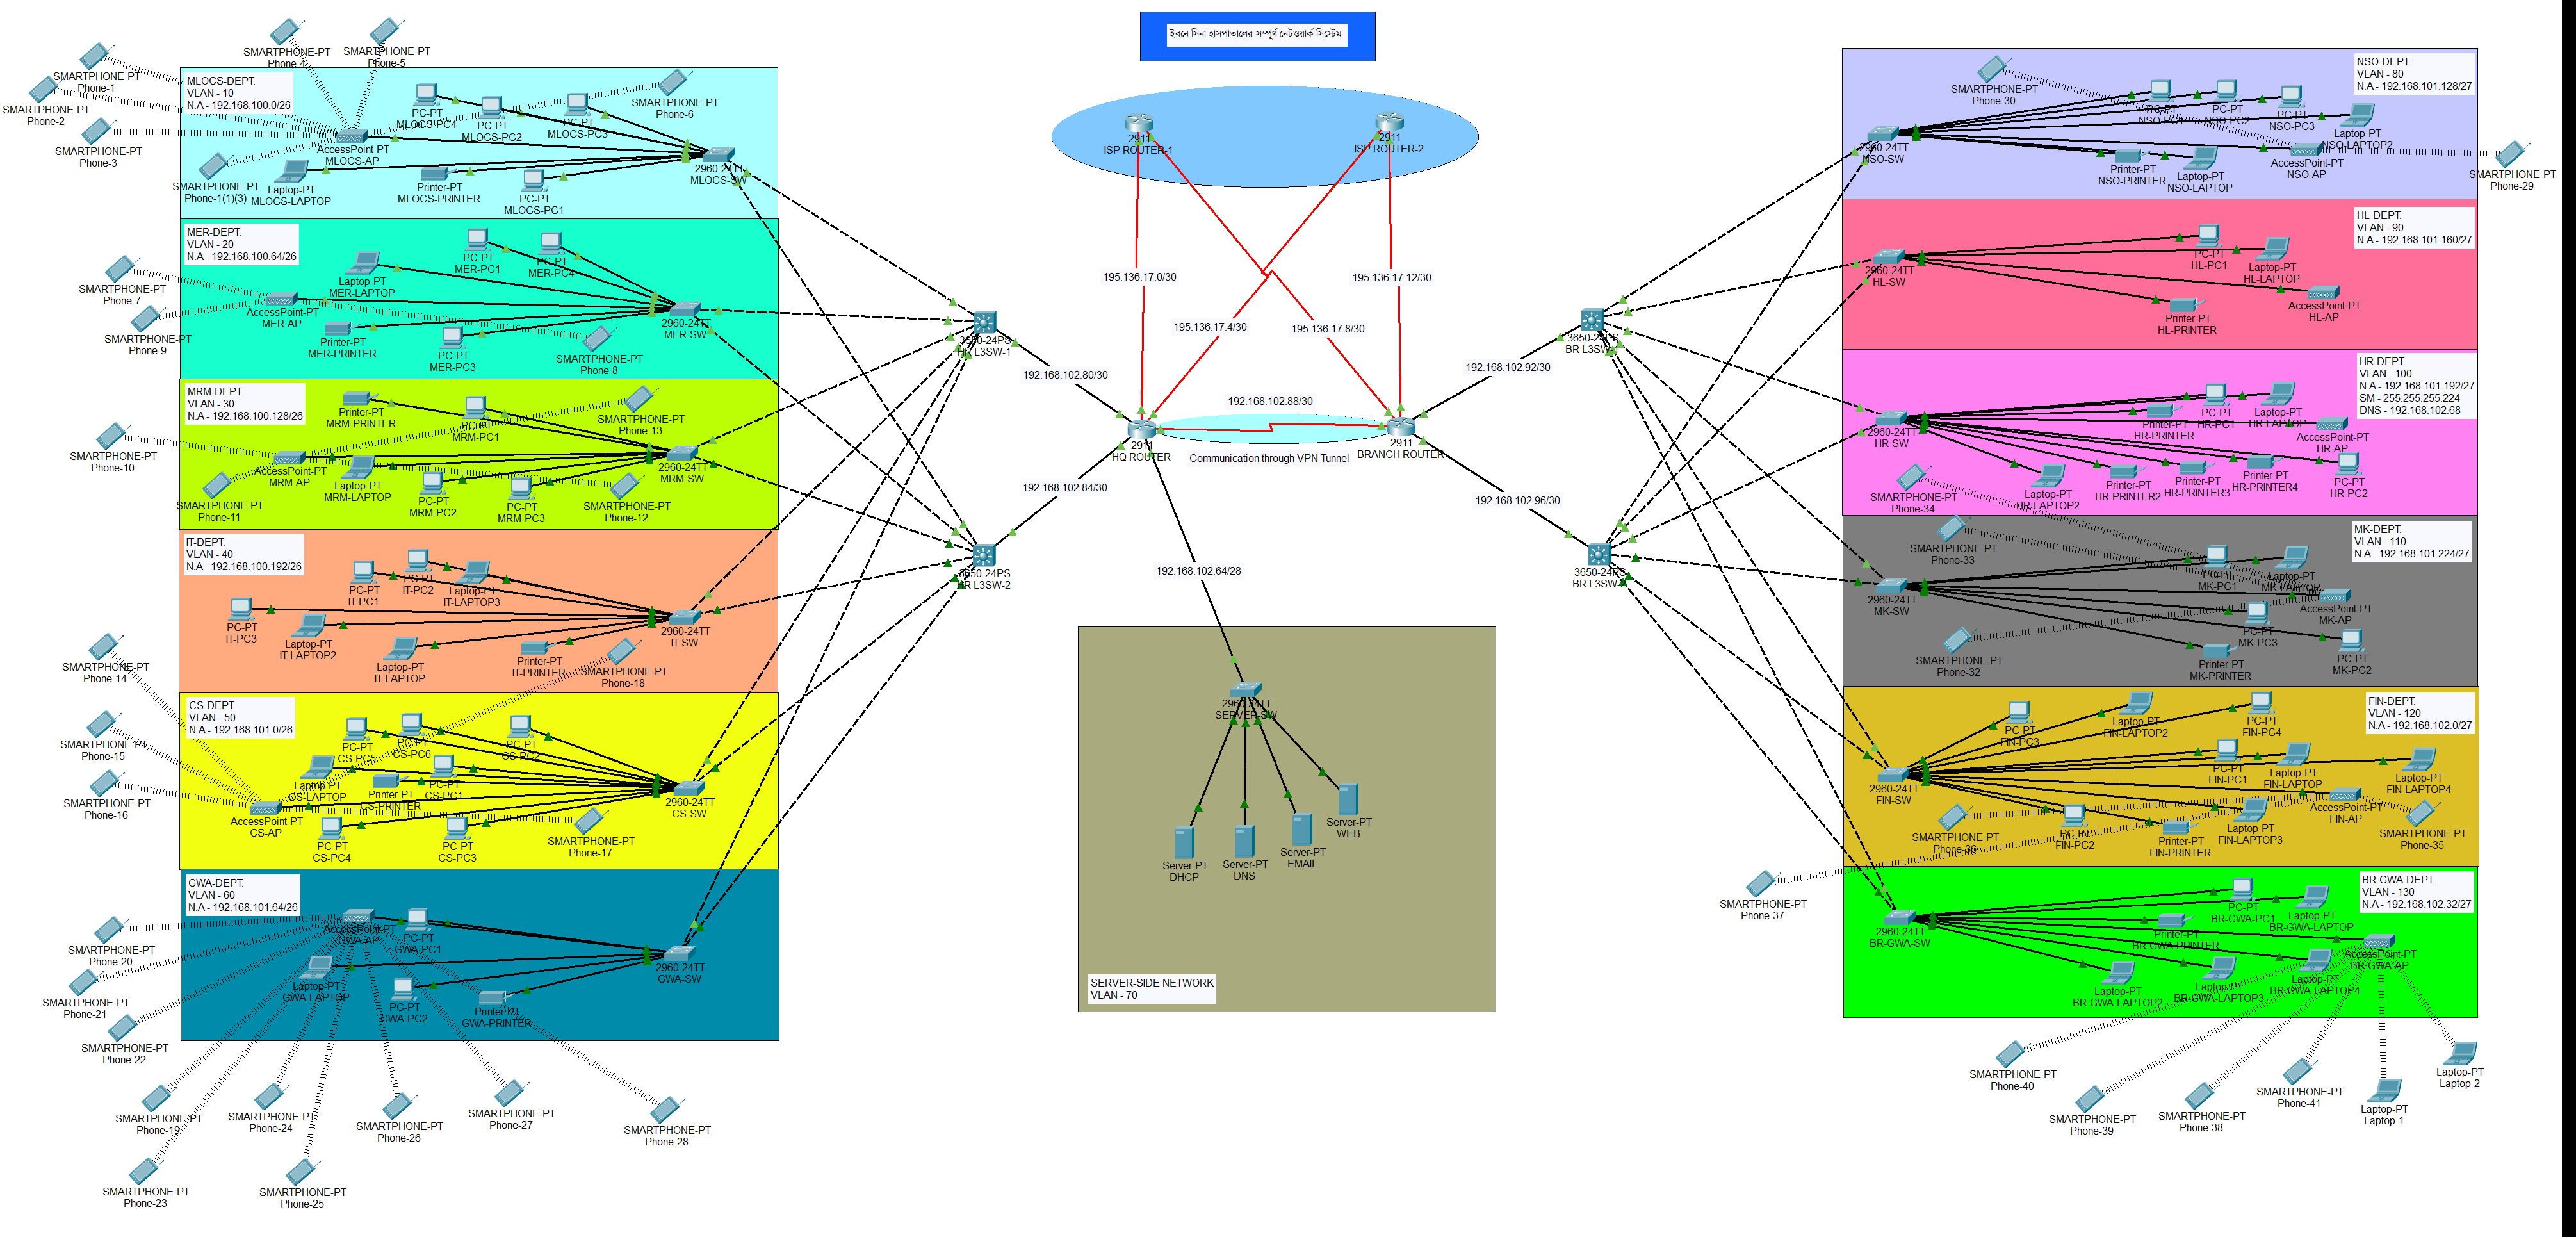 ইবনে সিনা হাসপাতালের সম্পূর্ণ নেটওয়ার্ক সিস্টেম
SMARTPHONE-PT
Phone-4
SMARTPHONE-PT
Phone-5
SMARTPHONE-PT
Phone-1
SMARTPHONE-PT
Phone-2
SMARTPHONE-PT
Phone-3
SMARTPHONE-PT
Phone-1(1)(3)
SMARTPHONE-PT
Phone-6
MLOCS-DEPT.
VLAN - 10
N.A - 192.168.100.0/26
PC-PT
MLOCS-PC4
PC-PT
MLOCS-PC2
PC-PT
MLOCS-PC3
AccessPoint-PT
MLOCS-AP
Laptop-PT
MLOCS-LAPTOP
Printer-PT
MLOCS-PRINTER
PC-PT
MLOCS-PC1
2960-24TT
MLOCS-SW
MER-DEPT.
VLAN - 20
N.A - 192.168.100.64/26
PC-PT
MER-PC1
PC-PT
MER-PC4
Laptop-PT
MER-LAPTOP
SMARTPHONE-PT
Phone-7
AccessPoint-PT
MER-AP
SMARTPHONE-PT
Phone-9
Printer-PT
MER-PRINTER
PC-PT
MER-PC3
SMARTPHONE-PT
Phone-8
2960-24TT
MER-SW
MRM-DEPT.
VLAN - 30
N.A - 192.168.100.128/26
Printer-PT
MRM-PRINTER
PC-PT
MRM-PC1
SMARTPHONE-PT
Phone-13
SMARTPHONE-PT
Phone-10
AccessPoint-PT
MRM-AP
Laptop-PT
MRM-LAPTOP
SMARTPHONE-PT
Phone-11
PC-PT
MRM-PC2
PC-PT
MRM-PC3
SMARTPHONE-PT
Phone-12
2960-24TT
MRM-SW
IT-DEPT.
VLAN - 40
N.A - 192.168.100.192/26
PC-PT
IT-PC1
PC-PT
IT-PC2
Laptop-PT
IT-LAPTOP3
PC-PT
IT-PC3
Laptop-PT
IT-LAPTOP2
Laptop-PT
IT-LAPTOP
Printer-PT
IT-PRINTER
SMARTPHONE-PT
Phone-18
2960-24TT
IT-SW
SMARTPHONE-PT
Phone-14
SMARTPHONE-PT
Phone-15
SMARTPHONE-PT
Phone-16
CS-DEPT.
VLAN - 50
N.A - 192.168.101.0/26
PC-PT
CS-PC5
PC-PT
CS-PC6
PC-PT
CS-PC2
Laptop-PT
CS-LAPTOP
Printer-PT
CS-PRINTER
PC-PT
CS-PC1
AccessPoint-PT
CS-AP
PC-PT
CS-PC4
PC-PT
CS-PC3
SMARTPHONE-PT
Phone-17
2960-24TT
CS-SW
GWA-DEPT.
VLAN - 60
N.A - 192.168.101.64/26
AccessPoint-PT
GWA-AP
PC-PT
GWA-PC1
Laptop-PT
GWA-LAPTOP
PC-PT
GWA-PC2
Printer-PT
GWA-PRINTER
2960-24TT
GWA-SW
SMARTPHONE-PT
Phone-20
SMARTPHONE-PT
Phone-21
SMARTPHONE-PT
Phone-22
SMARTPHONE-PT
Phone-19
SMARTPHONE-PT
Phone-24
SMARTPHONE-PT
Phone-26
SMARTPHONE-PT
Phone-27
SMARTPHONE-PT
Phone-28
SMARTPHONE-PT
Phone-23
SMARTPHONE-PT
Phone-25
2911
ISP ROUTER-1
2911
ISP ROUTER-2
195.136.17.0/30
195.136.17.12/30
195.136.17.4/30
195.136.17.8/30
3650-24PS
HR L3SW-1
192.168.102.80/30
192.168.102.88/30
192.168.102.92/30
3650-24PS
BR L3SW-1
2911
HQ ROUTER
2911
BRANCH ROUTER
Communication through VPN Tunnel
192.168.102.84/30
192.168.102.96/30
3650-24PS
HR L3SW-2
3650-24PS
BR L3SW-2
192.168.102.64/28
2960-24TT
SERVER-SW
Server-PT
DHCP
Server-PT
DNS
Server-PT
EMAIL
Server-PT
WEB
SERVER-SIDE NETWORK
VLAN - 70
NSO-DEPT.
VLAN - 80
N.A - 192.168.101.128/27
SMARTPHONE-PT
Phone-30
PC-PT
NSO-PC1
PC-PT
NSO-PC2
PC-PT
NSO-PC3
Laptop-PT
NSO-LAPTOP2
2960-24TT
NSO-SW
Printer-PT
NSO-PRINTER
Laptop-PT
NSO-LAPTOP
AccessPoint-PT
NSO-AP
SMARTPHONE-PT
Phone-29
HL-DEPT.
VLAN - 90
N.A - 192.168.101.160/27
PC-PT
HL-PC1
Laptop-PT
HL-LAPTOP
2960-24TT
HL-SW
Printer-PT
HL-PRINTER
AccessPoint-PT
HL-AP
HR-DEPT.
VLAN - 100
N.A - 192.168.101.192/27
SM - 255.255.255.224
DNS - 192.168.102.68
Printer-PT
HR-PRINTER
PC-PT
HR-PC1
Laptop-PT
HR-LAPTOP
AccessPoint-PT
HR-AP
2960-24TT
HR-SW
SMARTPHONE-PT
Phone-34
Laptop-PT
HR-LAPTOP2
Printer-PT
HR-PRINTER2
Printer-PT
HR-PRINTER3
Printer-PT
HR-PRINTER4
PC-PT
HR-PC2
MK-DEPT.
VLAN - 110
N.A - 192.168.101.224/27
SMARTPHONE-PT
Phone-33
PC-PT
MK-PC1
Laptop-PT
MK-LAPTOP
2960-24TT
MK-SW
AccessPoint-PT
MK-AP
PC-PT
MK-PC3
SMARTPHONE-PT
Phone-32
Printer-PT
MK-PRINTER
PC-PT
MK-PC2
FIN-DEPT.
VLAN - 120
N.A - 192.168.102.0/27
PC-PT
FIN-PC3
Laptop-PT
FIN-LAPTOP2
PC-PT
FIN-PC4
PC-PT
FIN-PC1
Laptop-PT
FIN-LAPTOP
Laptop-PT
FIN-LAPTOP4
2960-24TT
FIN-SW
SMARTPHONE-PT
Phone-36
PC-PT
FIN-PC2
Printer-PT
FIN-PRINTER
Laptop-PT
FIN-LAPTOP3
AccessPoint-PT
FIN-AP
SMARTPHONE-PT
Phone-35
SMARTPHONE-PT
Phone-37
BR-GWA-DEPT.
VLAN - 130
N.A - 192.168.102.32/27
PC-PT
BR-GWA-PC1
Laptop-PT
BR-GWA-LAPTOP
2960-24TT
BR-GWA-SW
Printer-PT
BR-GWA-PRINTER
AccessPoint-PT
BR-GWA-AP
Laptop-PT
BR-GWA-LAPTOP2
Laptop-PT
BR-GWA-LAPTOP3
Laptop-PT
BR-GWA-LAPTOP4
SMARTPHONE-PT
Phone-40
SMARTPHONE-PT
Phone-39
SMARTPHONE-PT
Phone-38
SMARTPHONE-PT
Phone-41
Laptop-PT
Laptop-1
Laptop-PT
Laptop-2